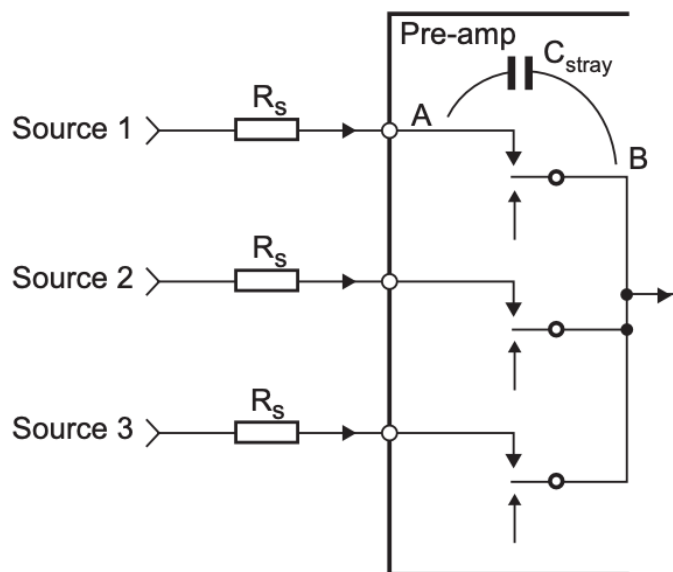 Pre-amp
Cstray
Source 1
Rs
A
B
Source 2
Rs
Source 3
Rs